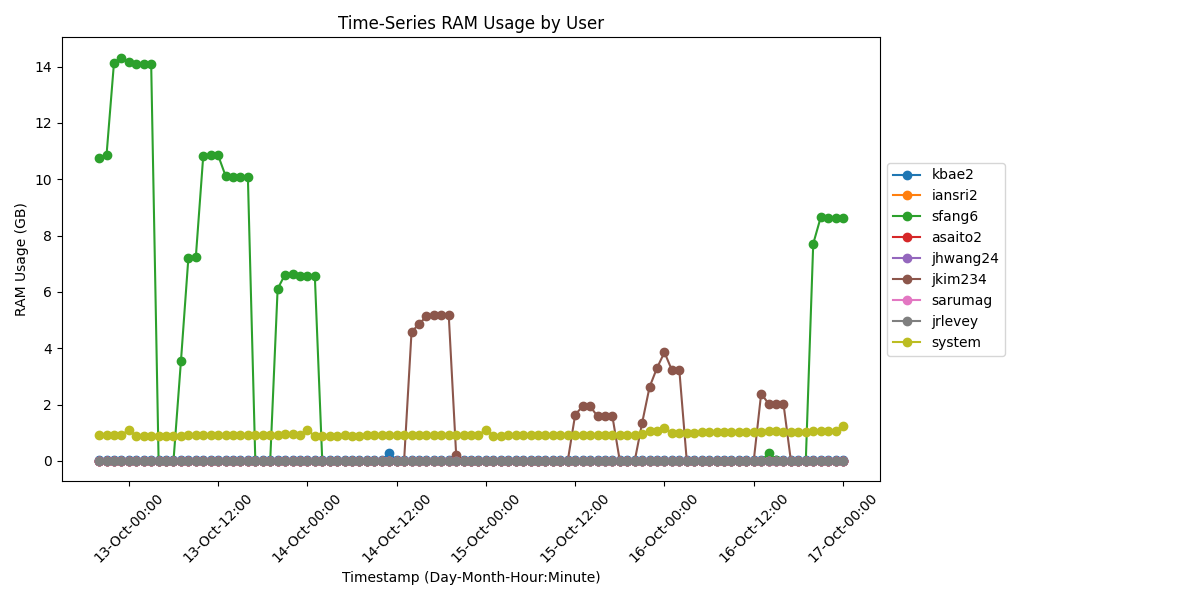 Time-Series RAM Usage by User
RAM Usage (GB)
14
12
10
8
6
4
2
0
13-Oct-00:00
13-Oct-12:00
14-Oct-00:00
14-Oct-12:00
15-Oct-00:00
15-Oct-12:00
16-Oct-00:00
16-Oct-12:00
17-Oct-00:00
Timestamp (Day-Month-Hour:Minute)
kbae2
iansri2
sfang6
asaito2
jhwang24
jkim234
sarumag
jrlevey
system